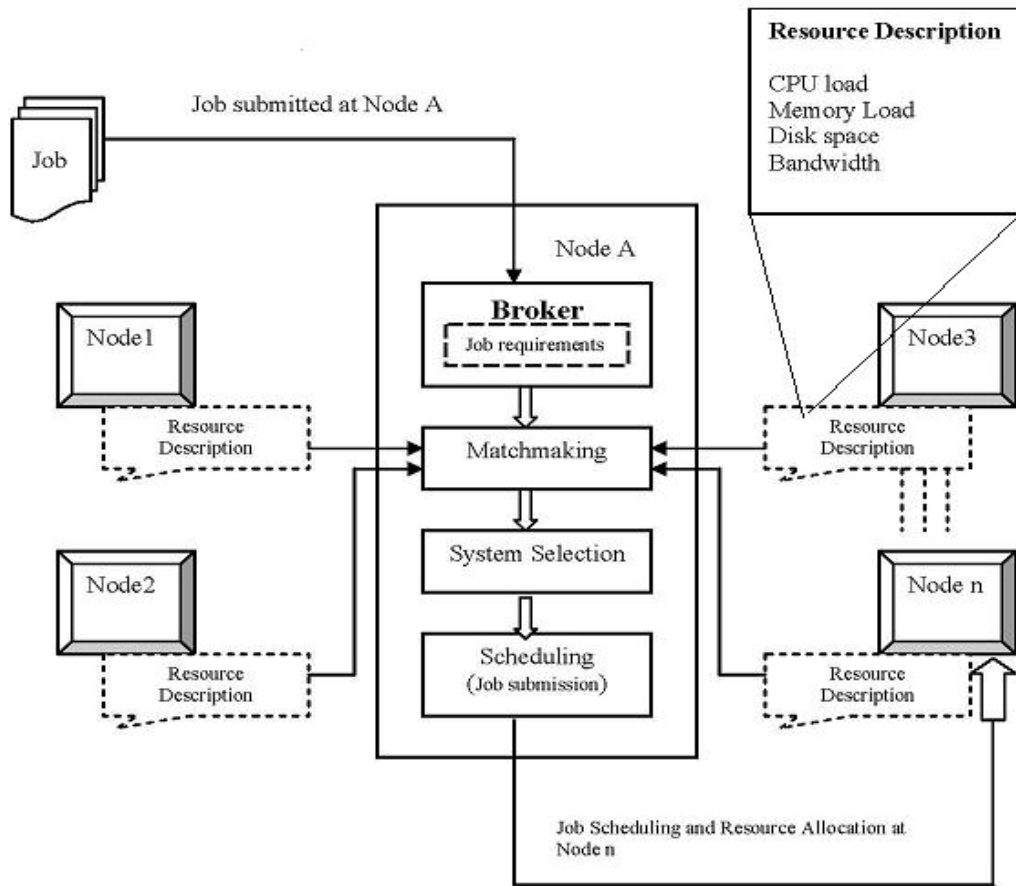 Resource Description
CPU load
Memory Load
Disk space
Bandwidth
Job submitted at Node A
Job
Node A
Broker
Job requirements
Node1
Resource
Description
Matchmaking
Node3
Resource
Description
System Selection
Node2
Resource
Description
Scheduling
(Job submission)
Node n
Resource
Description
Job Scheduling and Resource Allocation at
Node n